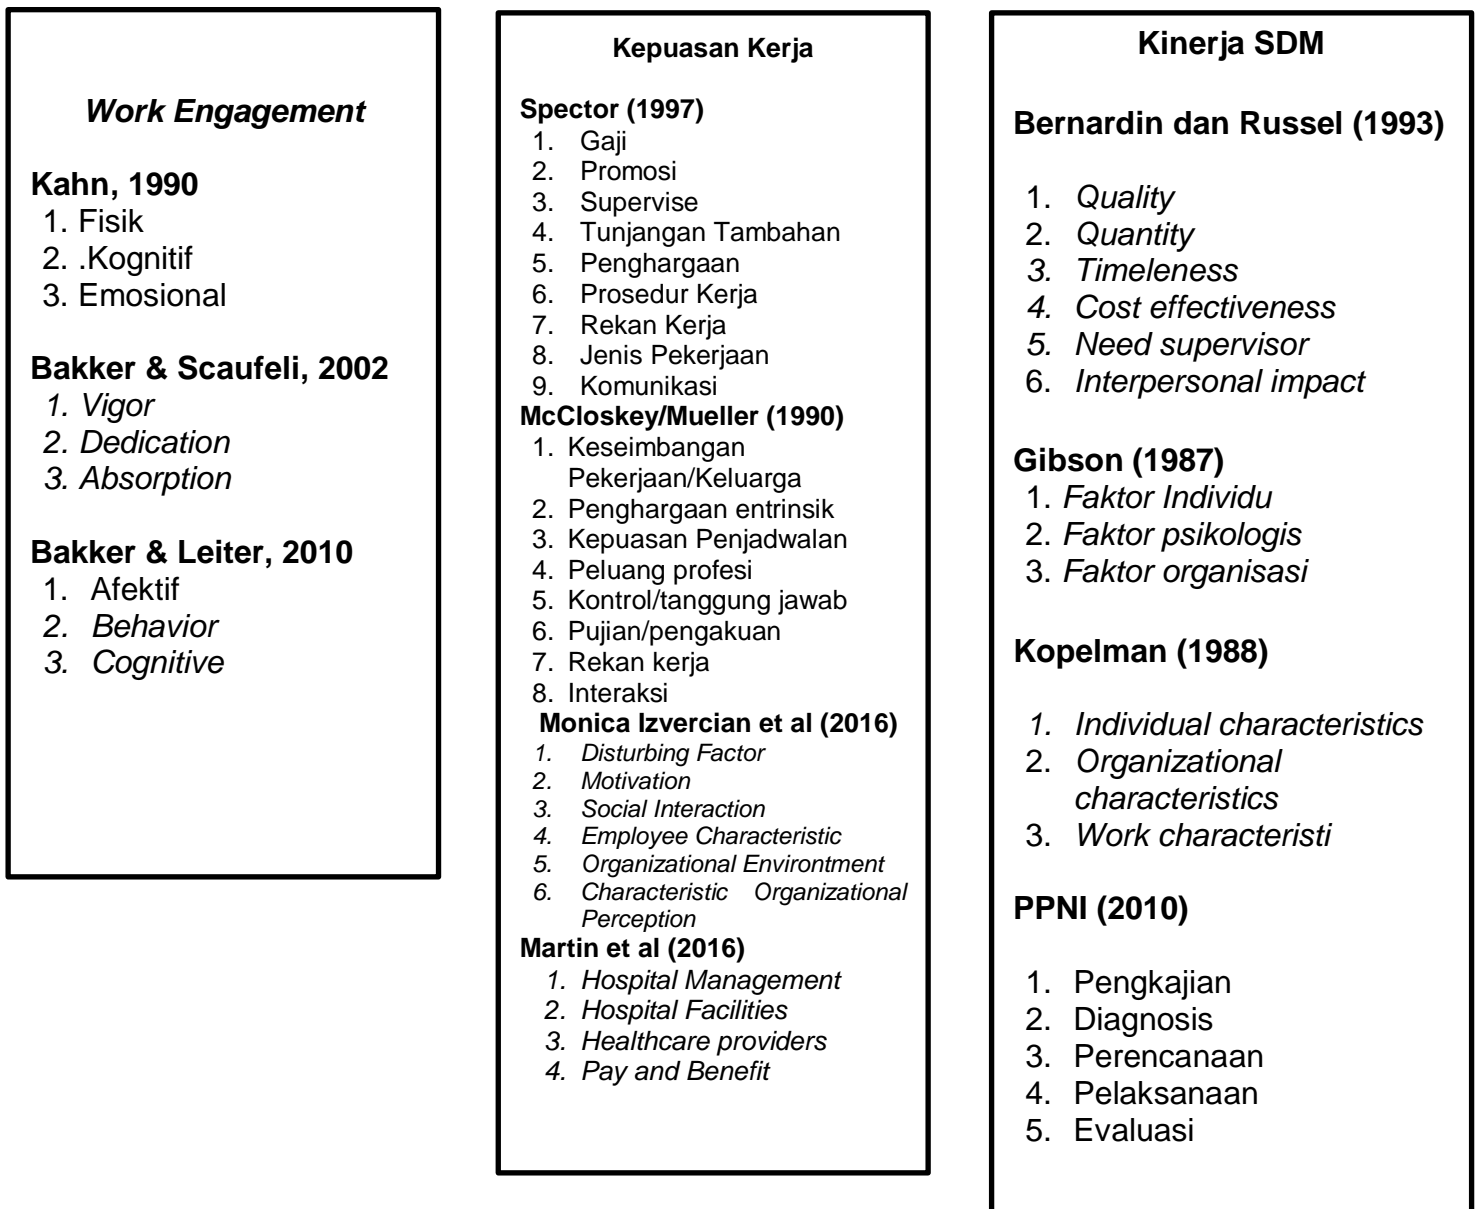 Work Engagement
Kahn, 1990
1. Fisik
2. .Kognitif
3. Emosional
Bakker & Scaufeli, 2002
1. Vigor
2. Dedication
3. Absorption
Bakker & Leiter, 2010
1. Afektif
2. Behavior
3. Cognitive
Kepuasan Kerja
Spector (1997)
1. Gaji
2. Promosi
3. Supervise
4. Tunjangan Tambahan
5. Penghargaan
6. Prosedur Kerja
7. Rekan Kerja
8. Jenis Pekerjaan
9. Komunikasi
McCloskey/Mueller (1990)
1. Keseimbangan
Pekerjaan/Keluarga
2. Penghargaan entrinsik
3. Kepuasan Penjadwalan
4. Peluang profesi
5. Kontrol/tanggung jawab
6. Pujian/pengakuan
7. Rekan kerja
8. Interaksi
Monica Izvercian et al (2016)
1. Disturbing Factor
2. Motivation
3. Social Interaction
4. Employee Characteristic
5. Organizational Environtment
6. Characteristic Organizational
Perception
Martin et al (2016)
1. Hospital Management
2. Hospital Facilities
3. Healthcare providers
4. Pay and Benefit
Kinerja SDM
Bernardin dan Russel (1993)
1. Quality
2. Quantity
3. Timeleness
4. Cost effectiveness
5. Need supervisor
6. Interpersonal impact
Gibson (1987)
1. Faktor Individu
2. Faktor psikologis
3. Faktor organisasi
Kopelman (1988)
1. Individual characteristics
2. Organizational
characteristics
3. Work characteristi
PPNI (2010)
1. Pengkajian
2. Diagnosis
3. Perencanaan
4. Pelaksanaan
5. Evaluasi